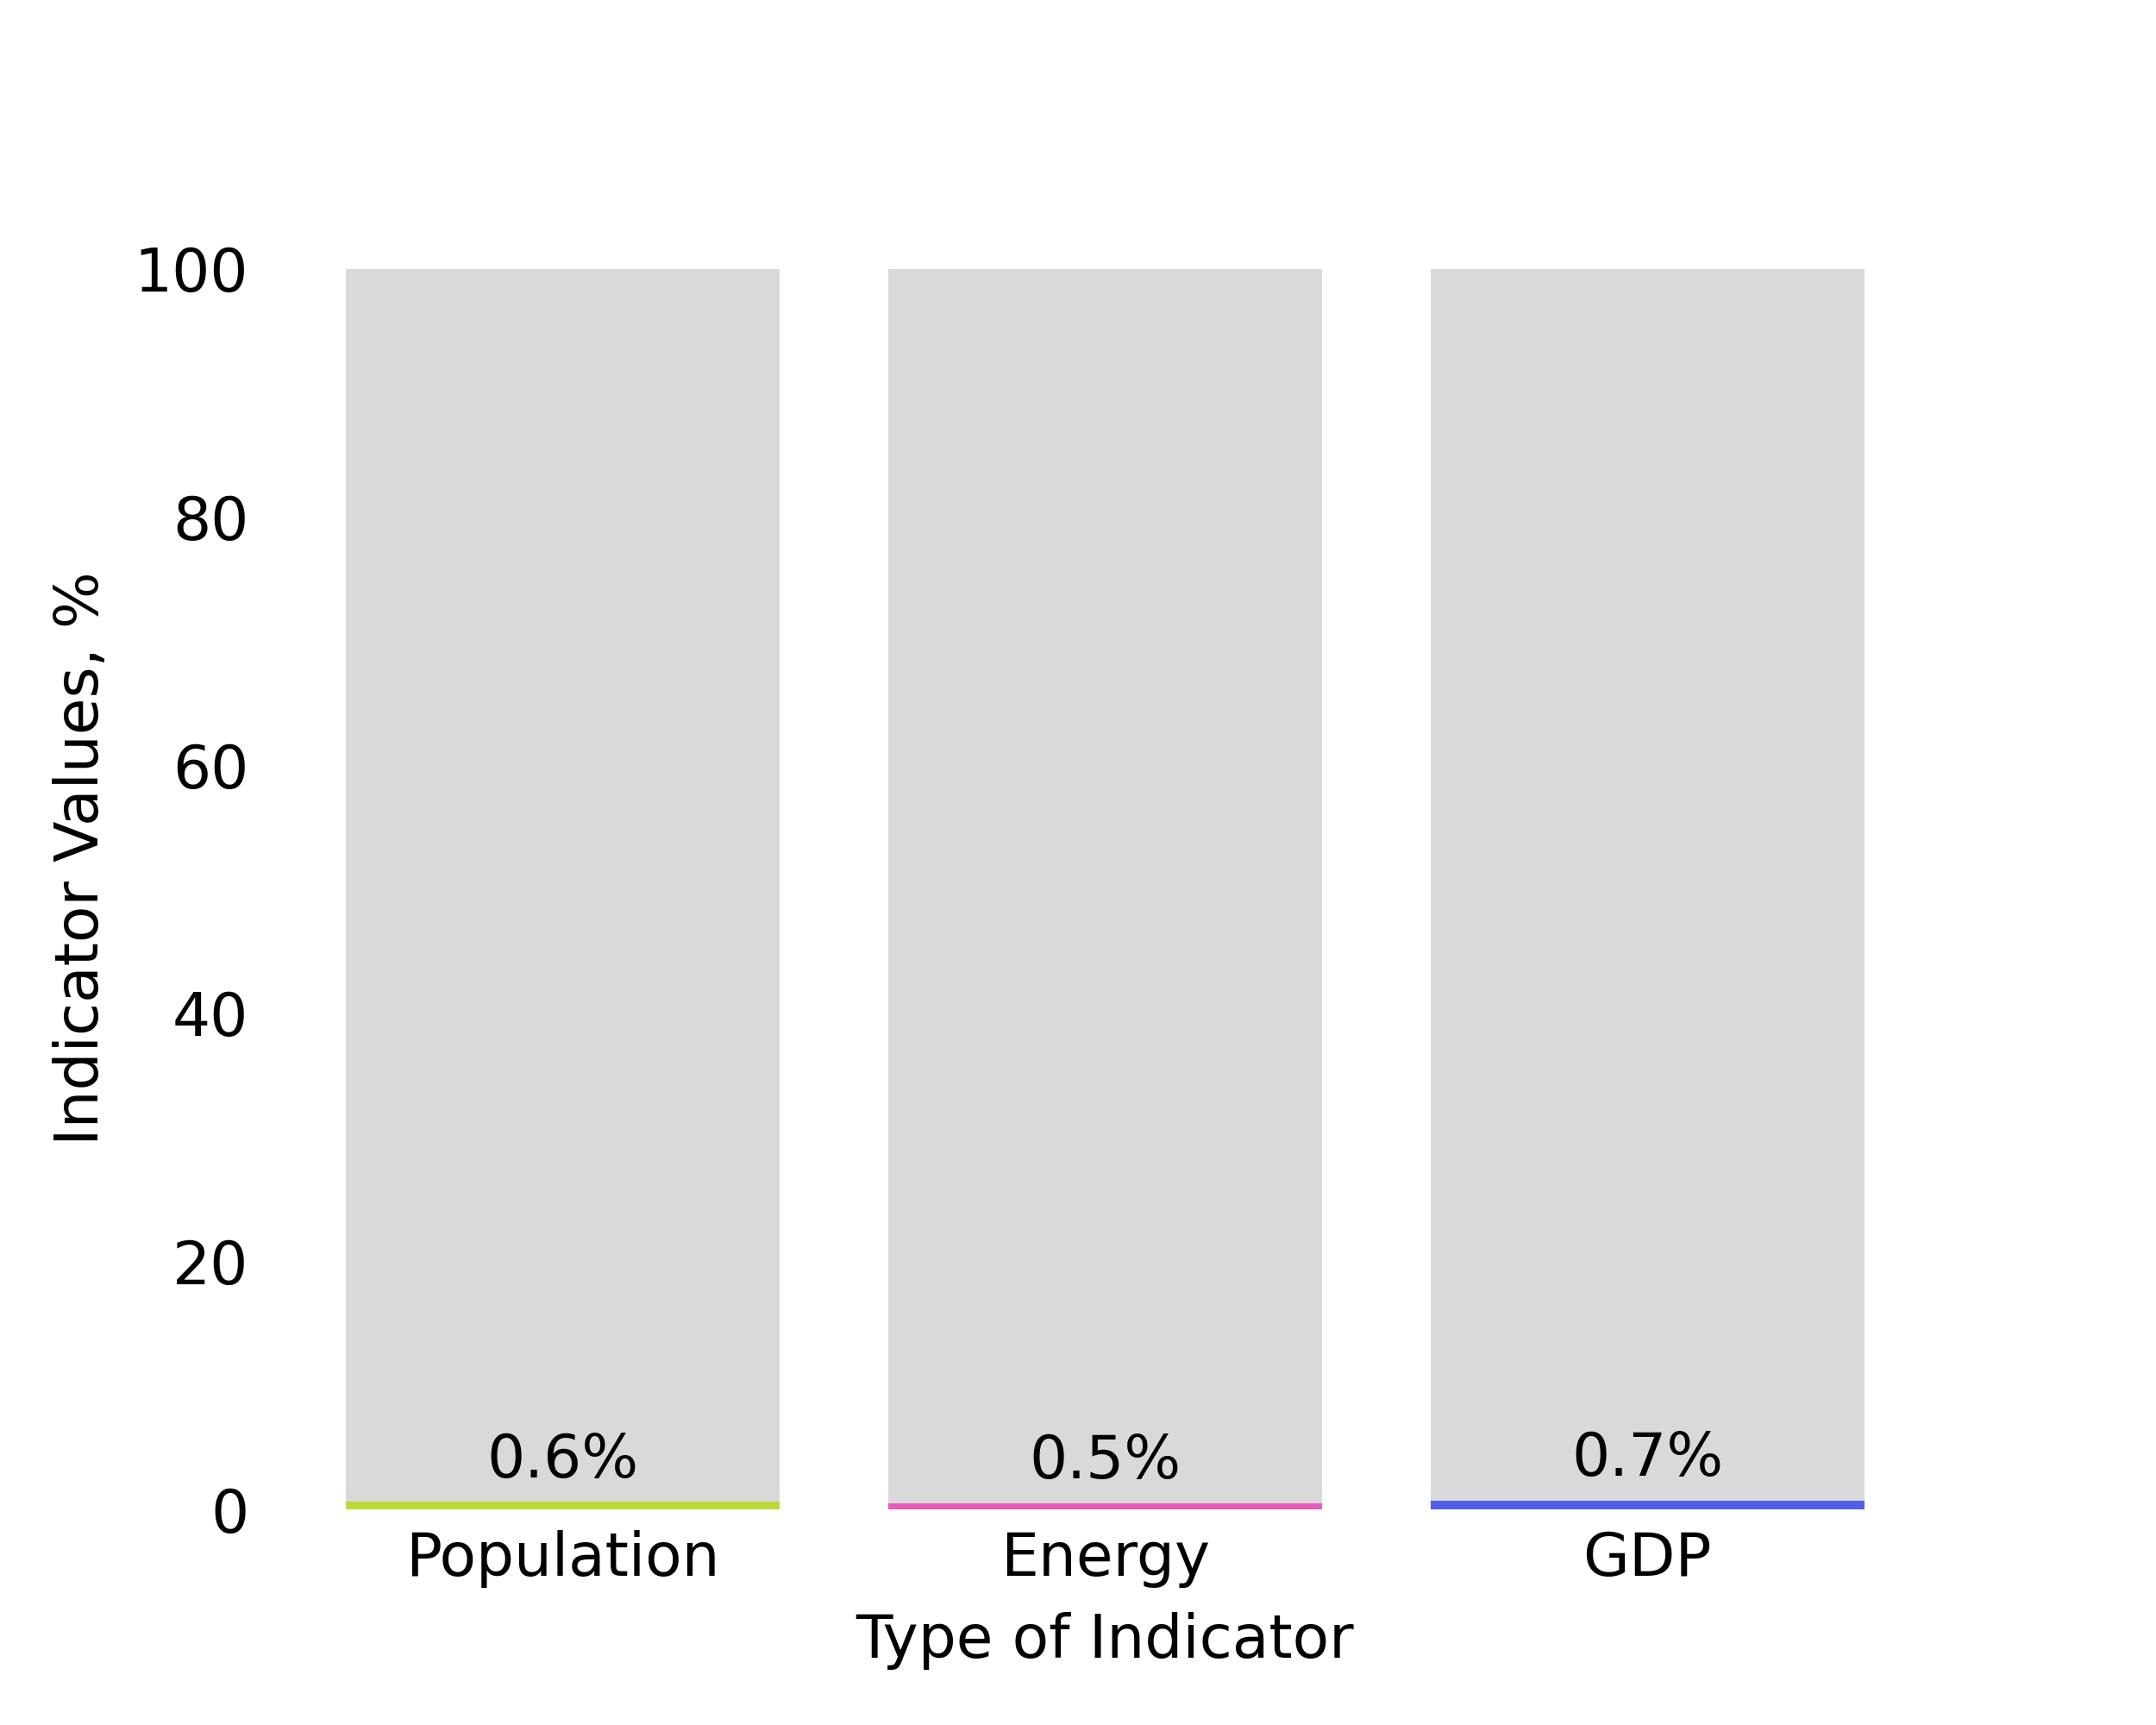 100
80
60
40
20
0
Indicator Values, %
0.6%
0.5%
0.7%
Population
Energy
GDP
Type of Indicator